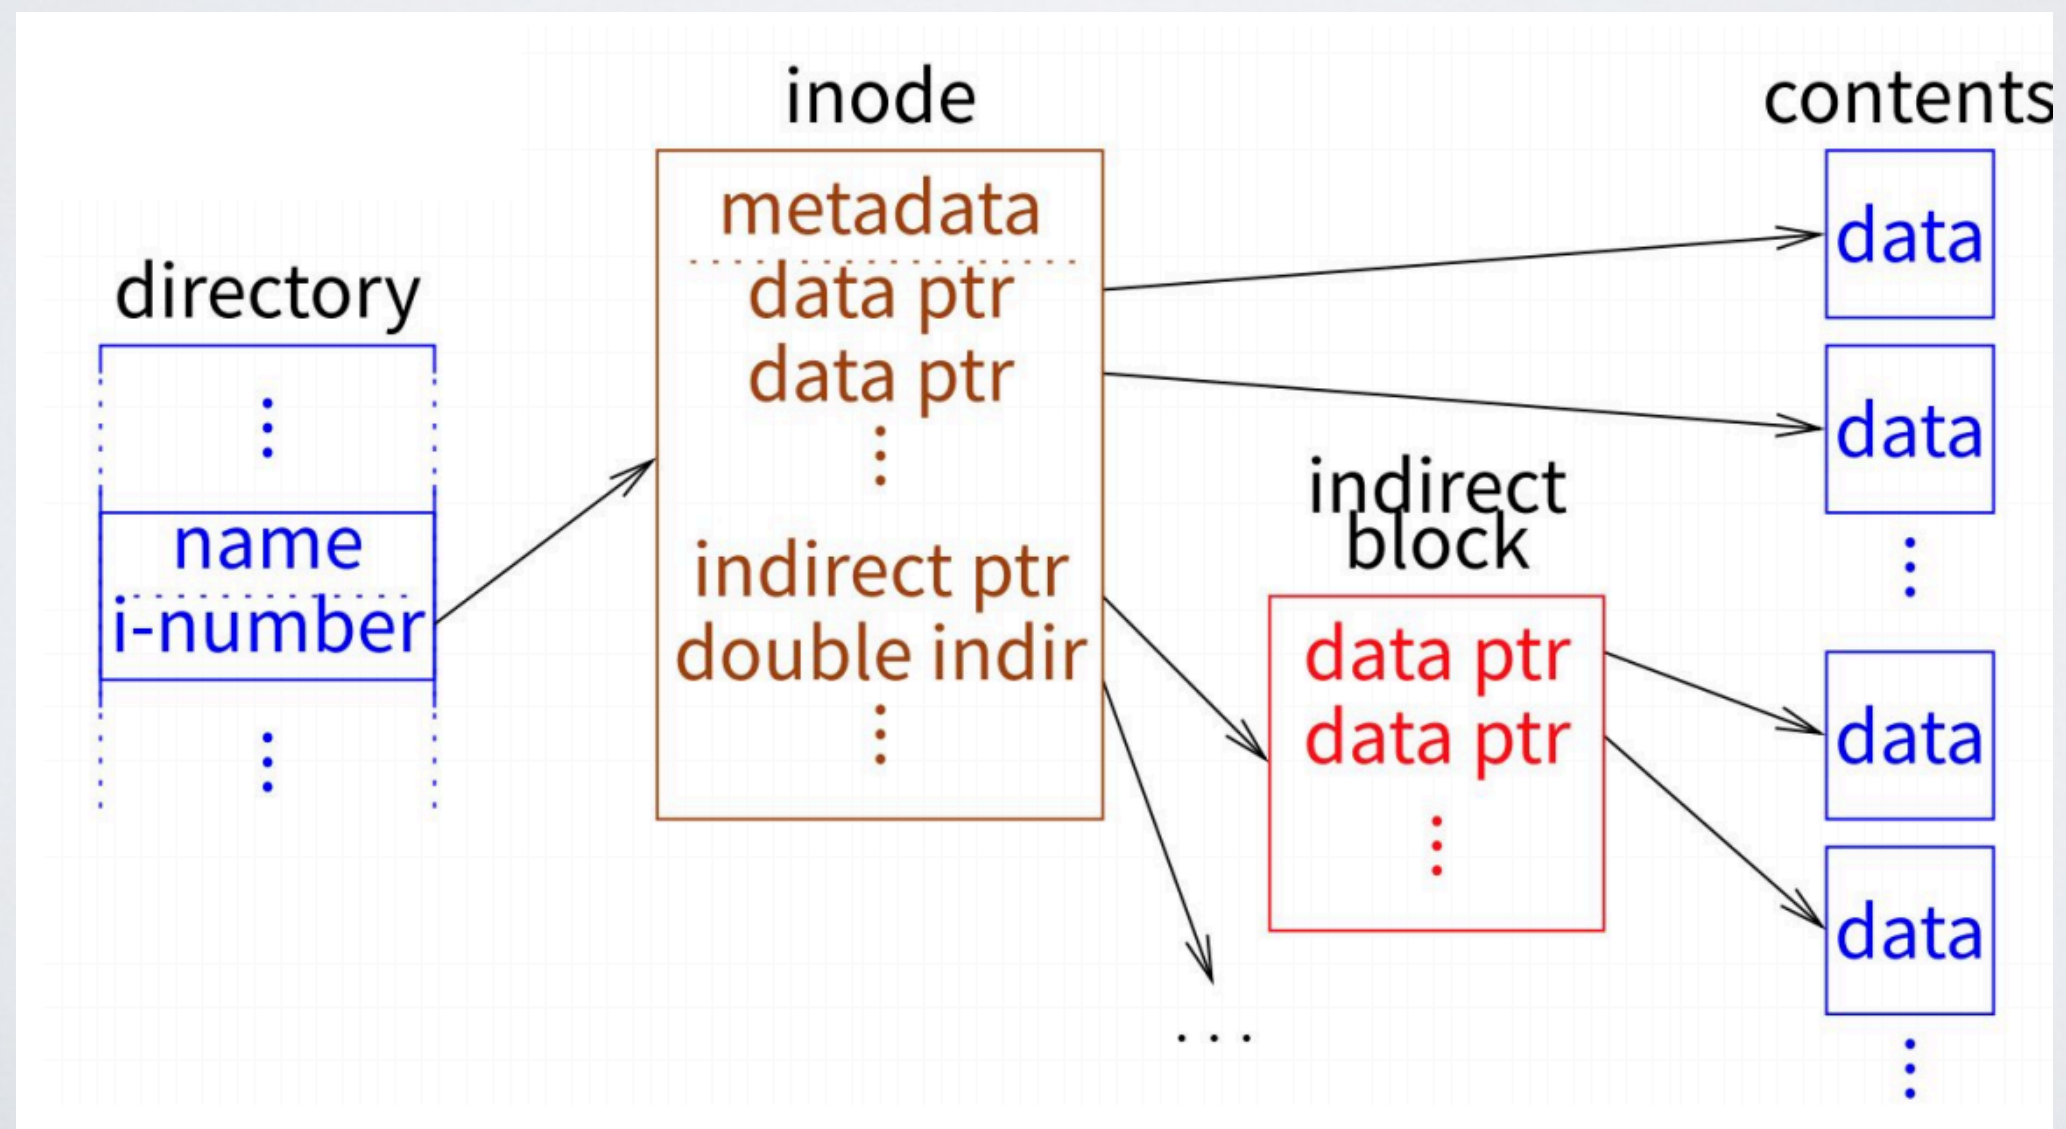 directory
name
i-number
inode
metadata
data ptr
data ptr
indirect ptr
double indir
indirect
block
data ptr
data ptr
contents
data
data
data
data